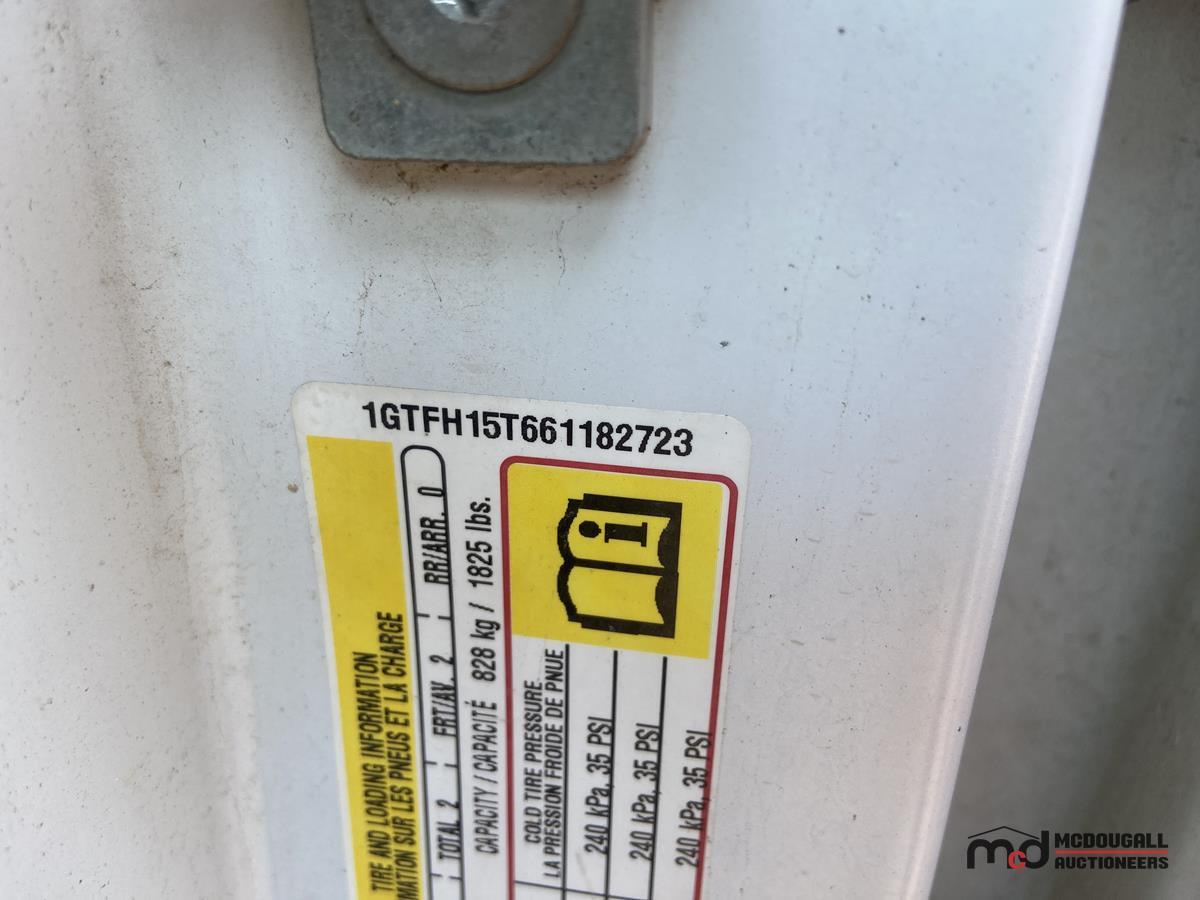 1GTFH15T661182723
TIRE AND LOADING INFORMATION
MATION SUR LES PNEUS ET LA CHARGE
TOTAL 2 FRT/AV. 2 RR/ARR. 0
CAPACITY / CAPACITÉ 828 kg / 1825 lbs.
i
COLD TIRE PRESSURE
LA PRESSION FROIDE DE PNUE
240 kPa, 35 PSI
240 kPa, 35 PSI
240 kPa, 35 PSI
mcd MCDOUGALL
AUCTIONEERS